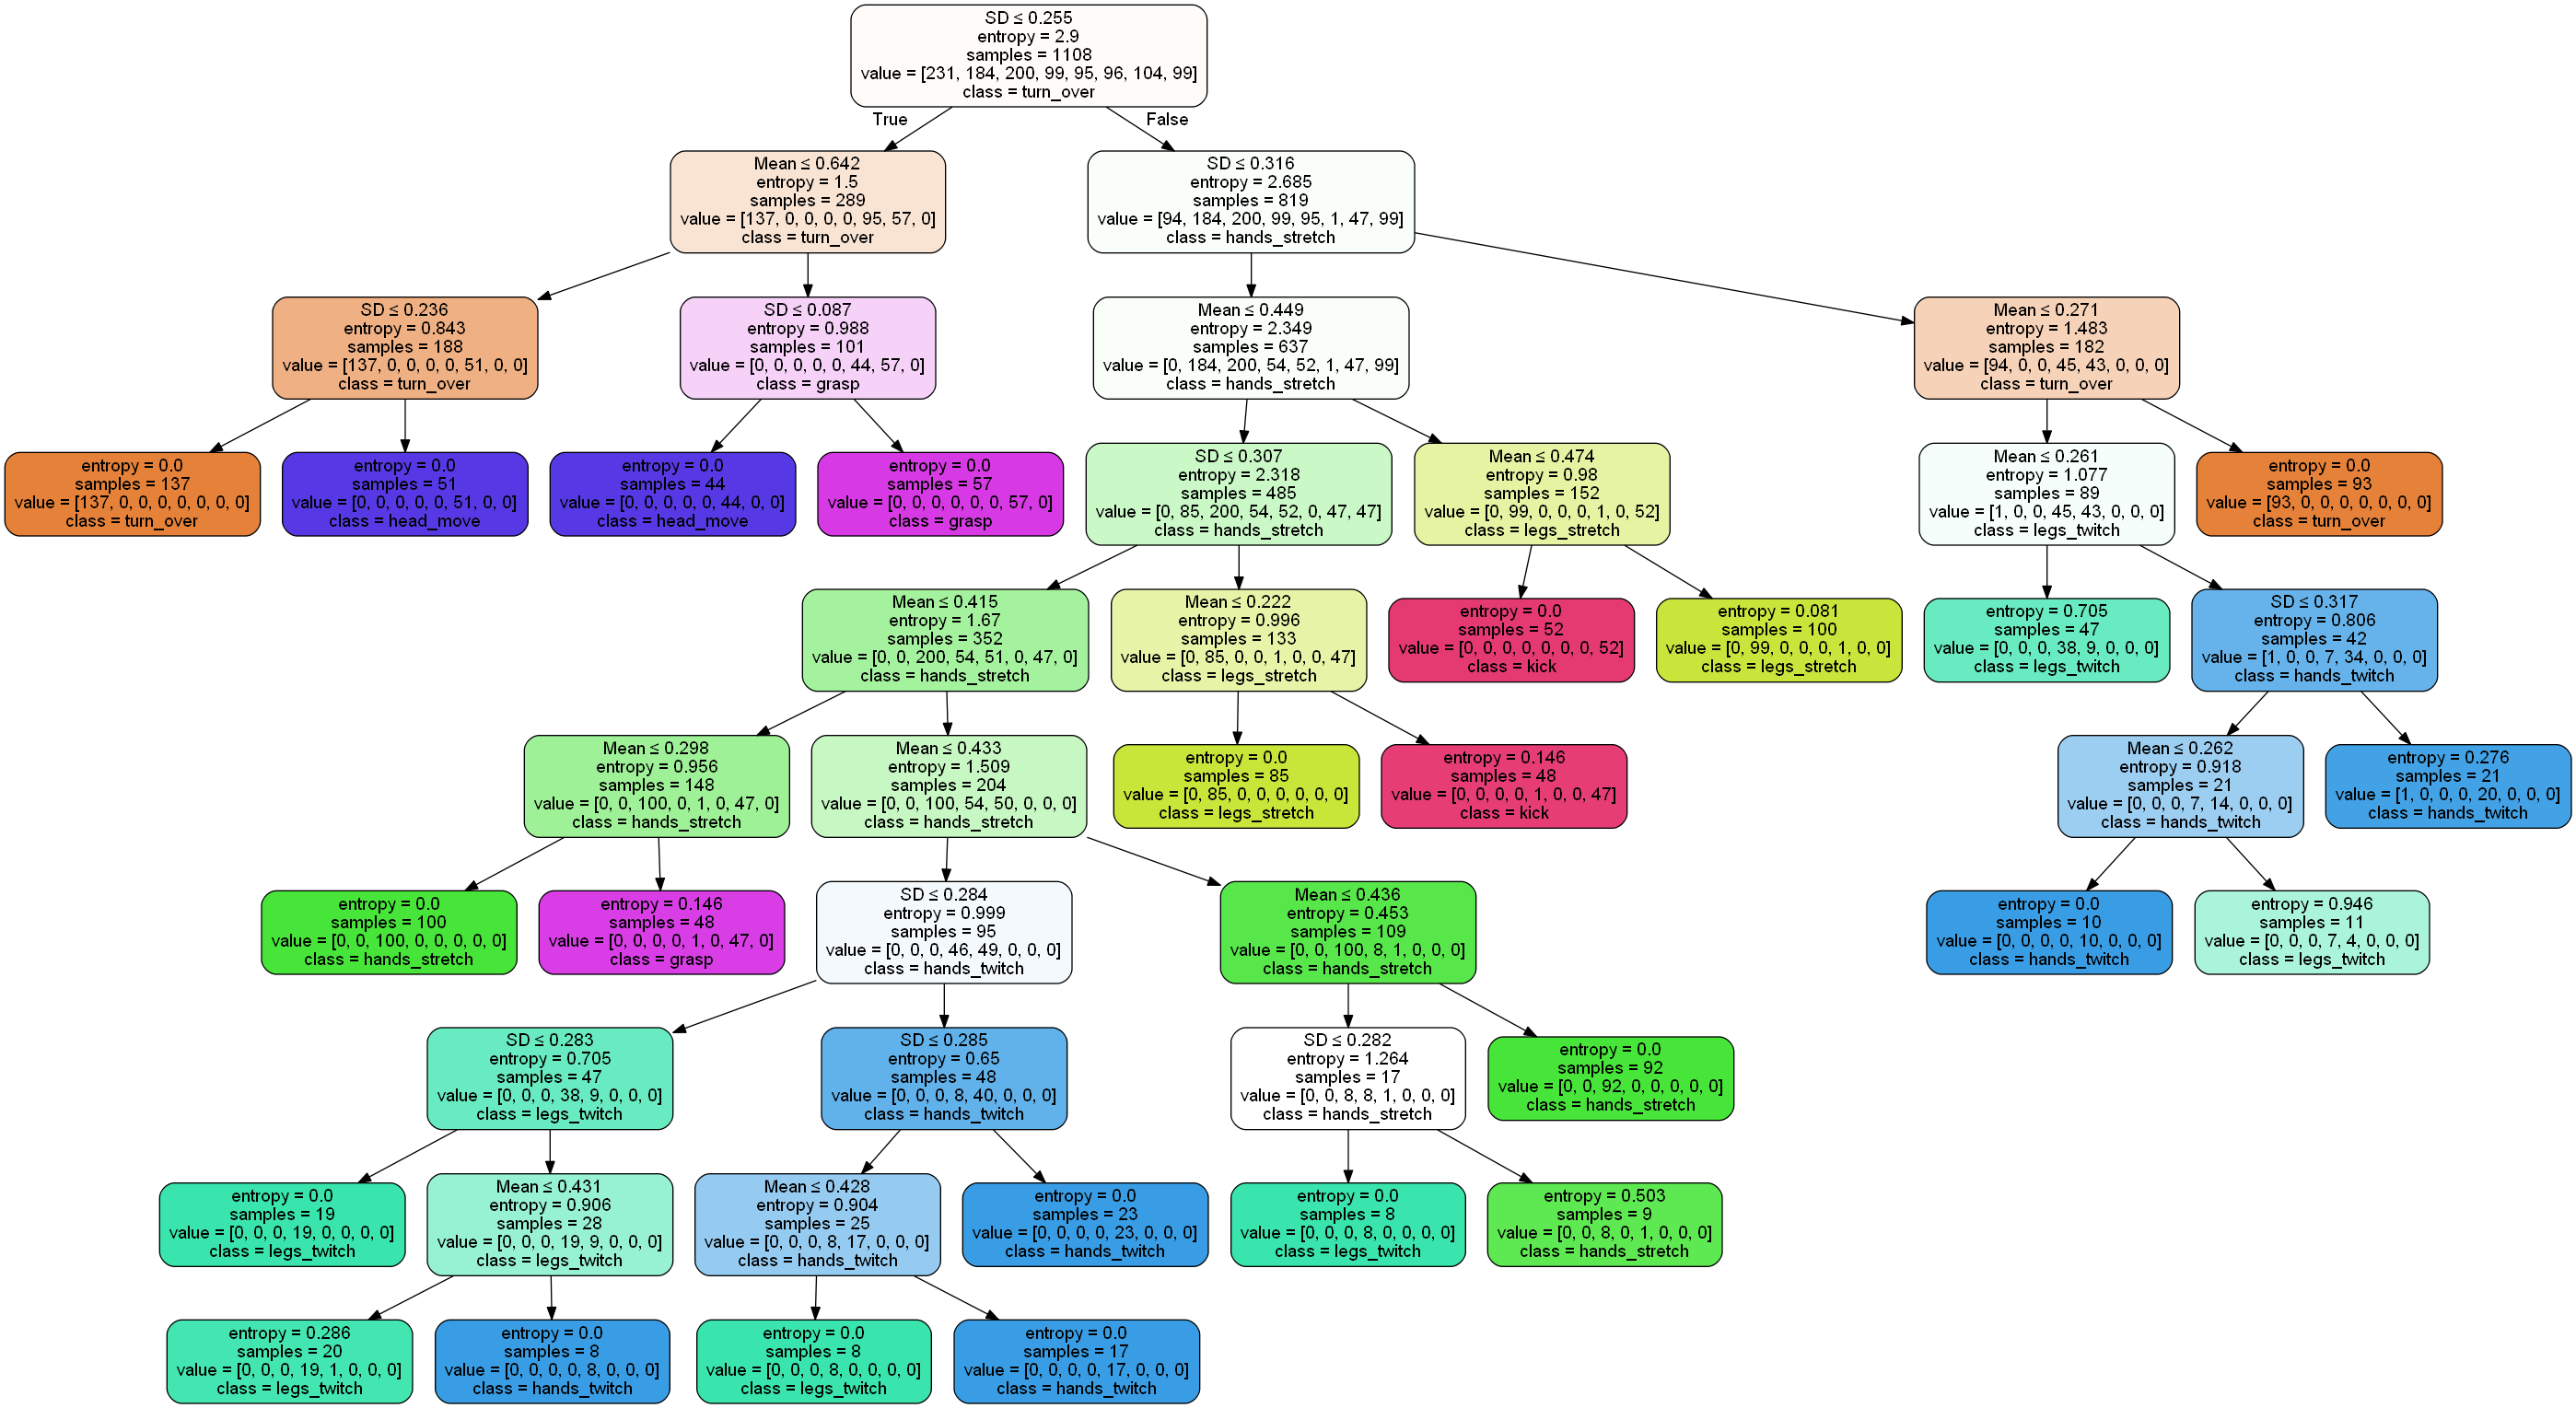 SD ≤ 0.255
entropy = 2.9
samples = 1108
value = [231, 184, 200, 99, 95, 96, 104, 99]
class = turn_over
True
False
Mean ≤ 0.642
entropy = 1.5
samples = 289
value = [137, 0, 0, 0, 0, 95, 57, 0]
class = turn_over
SD ≤ 0.316
entropy = 2.685
samples = 819
value = [94, 184, 200, 99, 95, 1, 47, 99]
class = hands_stretch
SD ≤ 0.236
entropy = 0.843
samples = 188
value = [137, 0, 0, 0, 0, 51, 0, 0]
class = turn_over
SD ≤ 0.087
entropy = 0.988
samples = 101
value = [0, 0, 0, 0, 0, 44, 57, 0]
class = grasp
Mean ≤ 0.449
entropy = 2.349
samples = 637
value = [0, 184, 200, 54, 52, 1, 47, 99]
class = hands_stretch
Mean ≤ 0.271
entropy = 1.483
samples = 182
value = [94, 0, 0, 45, 43, 0, 0, 0]
class = turn_over
entropy = 0.0
samples = 137
value = [137, 0, 0, 0, 0, 0, 0, 0]
class = turn_over
entropy = 0.0
samples = 51
value = [0, 0, 0, 0, 0, 51, 0, 0]
class = head_move
entropy = 0.0
samples = 44
value = [0, 0, 0, 0, 0, 44, 0, 0]
class = head_move
entropy = 0.0
samples = 57
value = [0, 0, 0, 0, 0, 0, 57, 0]
class = grasp
SD ≤ 0.307
entropy = 2.318
samples = 485
value = [0, 85, 200, 54, 52, 0, 47, 47]
class = hands_stretch
Mean ≤ 0.474
entropy = 0.98
samples = 152
value = [0, 99, 0, 0, 0, 1, 0, 52]
class = legs_stretch
Mean ≤ 0.261
entropy = 1.077
samples = 89
value = [1, 0, 0, 45, 43, 0, 0, 0]
class = legs_twitch
entropy = 0.0
samples = 93
value = [93, 0, 0, 0, 0, 0, 0, 0]
class = turn_over
Mean ≤ 0.415
entropy = 1.67
samples = 352
value = [0, 0, 200, 54, 51, 0, 47, 0]
class = hands_stretch
Mean ≤ 0.222
entropy = 0.996
samples = 133
value = [0, 85, 0, 0, 1, 0, 0, 47]
class = legs_stretch
entropy = 0.0
samples = 52
value = [0, 0, 0, 0, 0, 0, 0, 52]
class = kick
entropy = 0.081
samples = 100
value = [0, 99, 0, 0, 0, 1, 0, 0]
class = legs_stretch
entropy = 0.705
samples = 47
value = [0, 0, 0, 38, 9, 0, 0, 0]
class = legs_twitch
SD ≤ 0.317
entropy = 0.806
samples = 42
value = [1, 0, 0, 7, 34, 0, 0, 0]
class = hands_twitch
Mean ≤ 0.298
entropy = 0.956
samples = 148
value = [0, 0, 100, 0, 1, 0, 47, 0]
class = hands_stretch
Mean ≤ 0.433
entropy = 1.509
samples = 204
value = [0, 0, 100, 54, 50, 0, 0, 0]
class = hands_stretch
entropy = 0.0
samples = 85
value = [0, 85, 0, 0, 0, 0, 0, 0]
class = legs_stretch
entropy = 0.146
samples = 48
value = [0, 0, 0, 0, 1, 0, 0, 47]
class = kick
Mean ≤ 0.262
entropy = 0.918
samples = 21
value = [0, 0, 0, 7, 14, 0, 0, 0]
class = hands_twitch
entropy = 0.276
samples = 21
value = [1, 0, 0, 0, 20, 0, 0, 0]
class = hands_twitch
entropy = 0.0
samples = 100
value = [0, 0, 100, 0, 0, 0, 0, 0]
class = hands_stretch
entropy = 0.146
samples = 48
value = [0, 0, 0, 0, 1, 0, 47, 0]
class = grasp
SD ≤ 0.284
entropy = 0.999
samples = 95
value = [0, 0, 0, 46, 49, 0, 0, 0]
class = hands_twitch
Mean ≤ 0.436
entropy = 0.453
samples = 109
value = [0, 0, 100, 8, 1, 0, 0, 0]
class = hands_stretch
entropy = 0.0
samples = 10
value = [0, 0, 0, 0, 10, 0, 0, 0]
class = hands_twitch
entropy = 0.946
samples = 11
value = [0, 0, 0, 7, 4, 0, 0, 0]
class = legs_twitch
SD ≤ 0.283
entropy = 0.705
samples = 47
value = [0, 0, 0, 38, 9, 0, 0, 0]
class = legs_twitch
SD ≤ 0.285
entropy = 0.65
samples = 48
value = [0, 0, 0, 8, 40, 0, 0, 0]
class = hands_twitch
SD ≤ 0.282
entropy = 1.264
samples = 17
value = [0, 0, 8, 8, 1, 0, 0, 0]
class = hands_stretch
entropy = 0.0
samples = 92
value = [0, 0, 92, 0, 0, 0, 0, 0]
class = hands_stretch
entropy = 0.0
samples = 19
value = [0, 0, 0, 19, 0, 0, 0, 0]
class = legs_twitch
Mean ≤ 0.431
entropy = 0.906
samples = 28
value = [0, 0, 0, 19, 9, 0, 0, 0]
class = legs_twitch
Mean ≤ 0.428
entropy = 0.904
samples = 25
value = [0, 0, 0, 8, 17, 0, 0, 0]
class = hands_twitch
entropy = 0.0
samples = 23
value = [0, 0, 0, 0, 23, 0, 0, 0]
class = hands_twitch
entropy = 0.0
samples = 8
value = [0, 0, 0, 8, 0, 0, 0, 0]
class = legs_twitch
entropy = 0.503
samples = 9
value = [0, 0, 8, 0, 1, 0, 0, 0]
class = hands_stretch
entropy = 0.286
samples = 20
value = [0, 0, 0, 19, 1, 0, 0, 0]
class = legs_twitch
entropy = 0.0
samples = 8
value = [0, 0, 0, 0, 8, 0, 0, 0]
class = hands_twitch
entropy = 0.0
samples = 8
value = [0, 0, 0, 8, 0, 0, 0, 0]
class = legs_twitch
entropy = 0.0
samples = 17
value = [0, 0, 0, 0, 17, 0, 0, 0]
class = hands_twitch